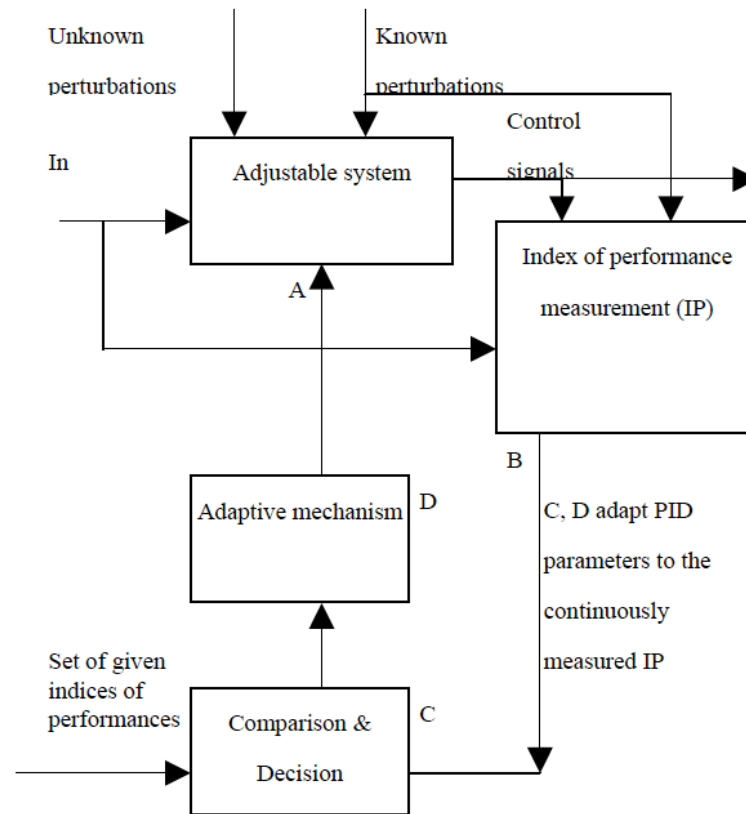 Unknown
perturbations
Known
perturbations
Control
signals
In
Adjustable system
A
Index of performance
measurement (IP)
B
Adaptive mechanism
D
C, D adapt PID
parameters to the
continuously
measured IP
Set of given
indices of
performances
Comparison &
Decision
C